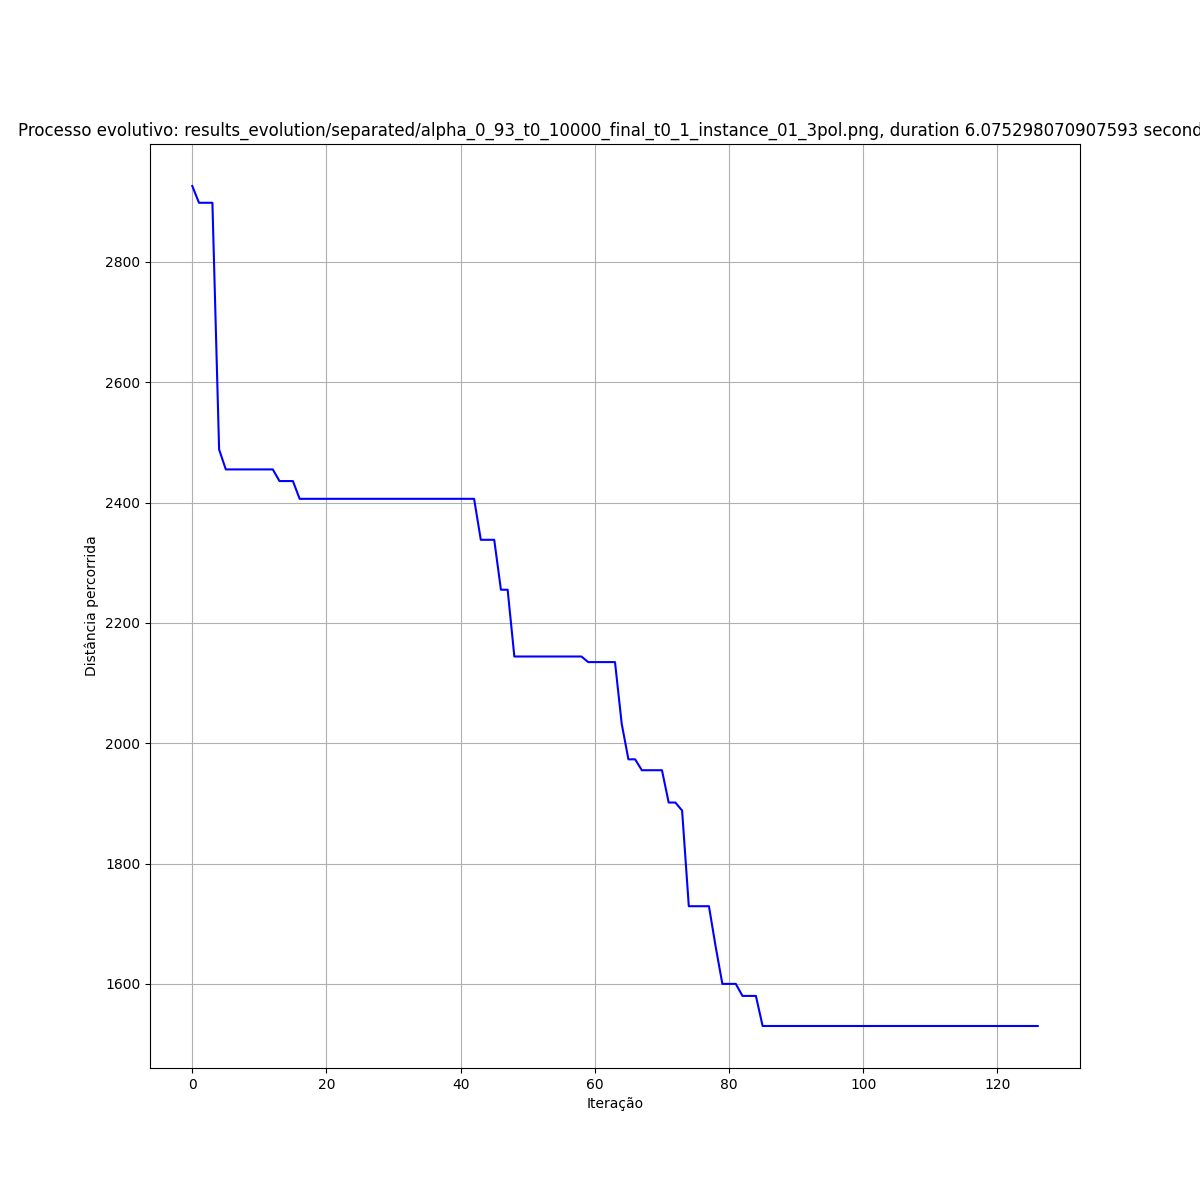 Processo evolutivo: results_evolution/separated/alpha_0_93_t0_10000_final_t0_1_instance_01_3pol.png, duration 6.075298070907593 second
2800
2600
2400
2200
2000
1800
1600
Distância percorrida
0 20 40 60 80 100 120
Iteração